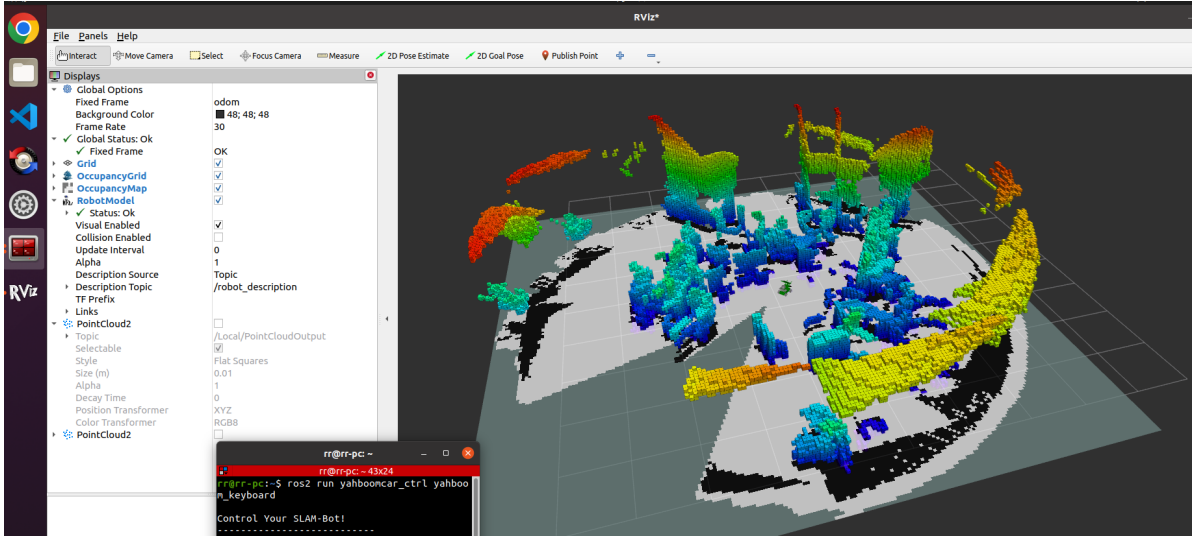 RViz*
File Panels Help
Interact Move Camera Select Focus Camera Measure 2D Pose Estimate 2D Goal Pose Publish Point
Displays
Global Options
Fixed Frame odom
Background Color 48; 48; 48
Frame Rate 30
Global Status: Ok
Fixed Frame OK
Grid
OccupancyGrid
OccupancyMap
RobotModel
Status: Ok
Visual Enabled
Collision Enabled
Update Interval 0
Alpha 1
Description Source Topic
Description Topic /robot_description
TF Prefix
Links
PointCloud2
Topic /Local/PointCloudOutput
Selectable
Style Flat Squares
Size (m) 0.01
Alpha 1
Decay Time 0
Position Transformer XYZ
Color Transformer RGB8
PointCloud2
RViz
rr@rr-pc: ~
rr@rr-pc: ~ 43x24
rr@rr-pc:~$ ros2 run yahboomcar_ctrl yahboo
m_keyboard
Control Your SLAM-Bot!
---------------------------